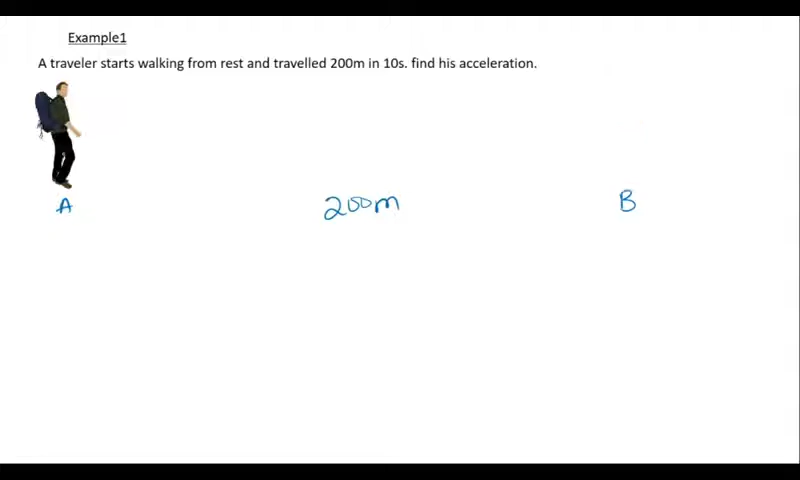 Example1
A traveler starts walking from rest and travelled 200m in 10s. find his acceleration.
A 200m B